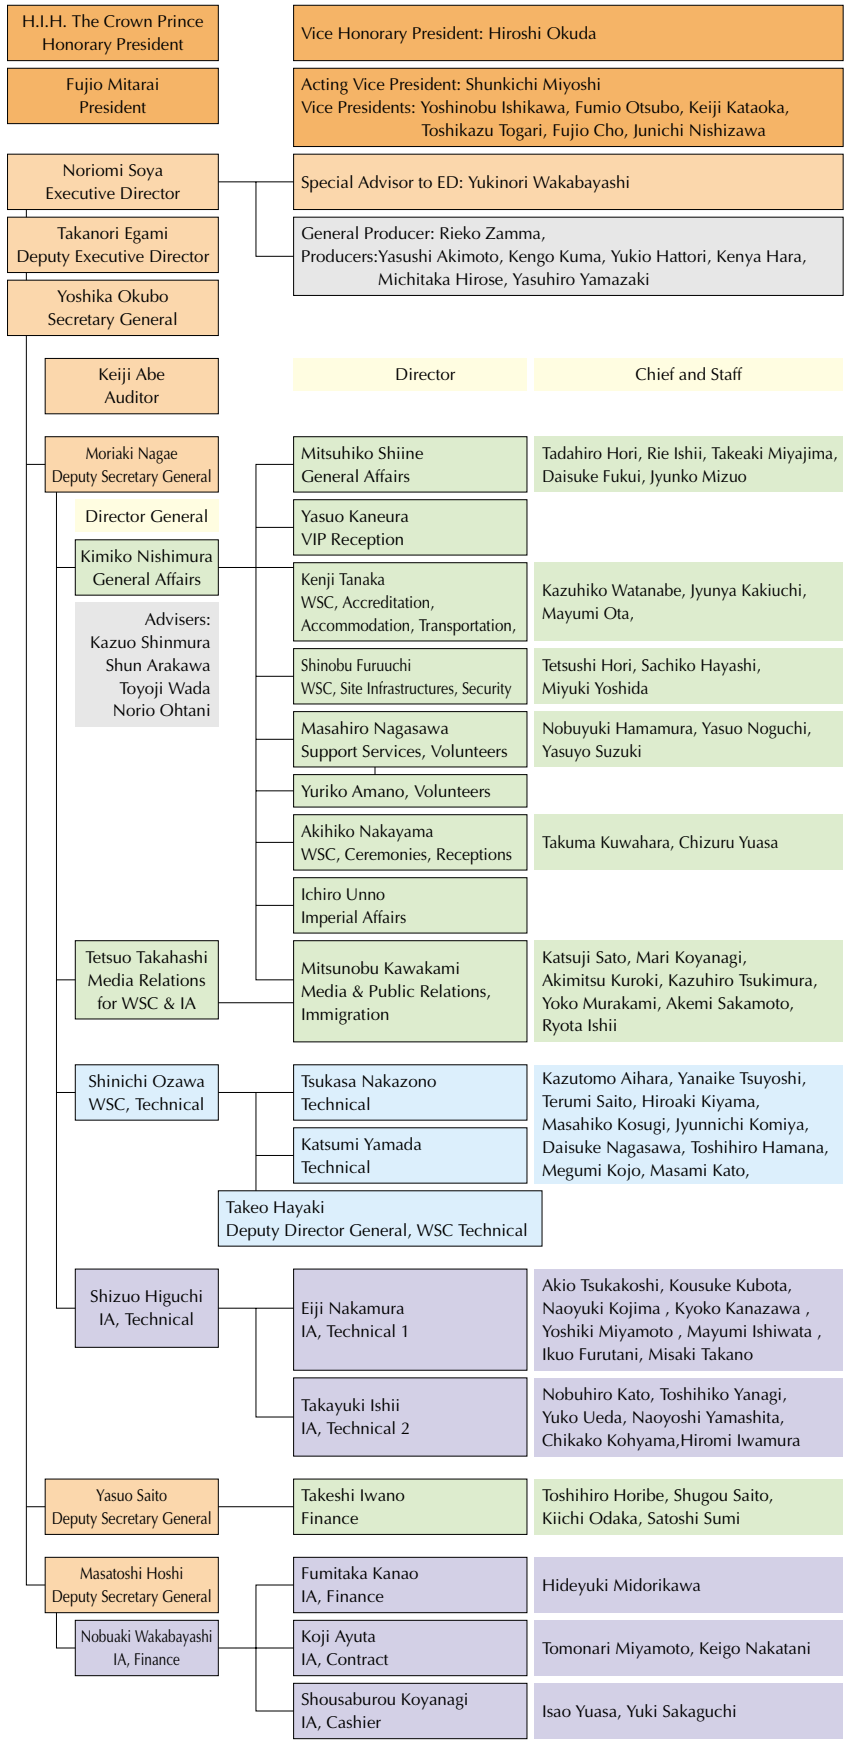 H.I.H. The Crown Prince
Honorary President
Vice Honorary President: Hiroshi Okuda
Fujio Mitarai
President
Acting Vice President: Shunkichi Miyoshi
Vice Presidents: Yoshinobu Ishikawa, Fumio Otsubo, Keiji Kataoka,
Toshikazu Togari, Fujio Cho, Junichi Nishizawa
Noriomi Soya
Executive Director
Special Advisor to ED: Yukinori Wakabayashi
Takanori Egami
Deputy Executive Director
General Producer: Rieko Zamma,
Producers:Yasushi Akimoto, Kengo Kuma, Yukio Hattori, Kenya Hara,
Michitaka Hirose, Yasuhiro Yamazaki
Yoshika Okubo
Secretary General
Keiji Abe
Auditor
Director
Chief and Staff
Moriaki Nagae
Deputy Secretary General
Mitsuhiko Shiine
General Affairs
Tadahiro Hori, Rie Ishii, Takeaki Miyajima,
Daisuke Fukui, Jyunko Mizuo
Director General
Yasuo Kaneura
VIP Reception
Kimiko Nishimura
General Affairs
Kenji Tanaka
WSC, Accreditation,
Accommodation, Transportation,
Kazuhiko Watanabe, Jyunya Kakiuchi,
Mayumi Ota,
Advisers:
Kazuo Shinmura
Shun Arakawa
Toyoji Wada
Norio Ohtani
Shinobu Furuuchi
WSC, Site Infrastructures, Security
Tetsushi Hori, Sachiko Hayashi,
Miyuki Yoshida
Masahiro Nagasawa
Support Services, Volunteers
Nobuyuki Hamamura, Yasuo Noguchi,
Yasuyo Suzuki
Yuriko Amano, Volunteers
Akihiko Nakayama
WSC, Ceremonies, Receptions
Takuma Kuwahara, Chizuru Yuasa
Ichiro Unno
Imperial Affairs
Tetsuo Takahashi
Media Relations
for WSC & IA
Mitsunobu Kawakami
Media & Public Relations,
Immigration
Katsuji Sato, Mari Koyanagi,
Akimitsu Kuroki, Kazuhiro Tsukimura,
Yoko Murakami, Akemi Sakamoto,
Ryota Ishii
Shinichi Ozawa
WSC, Technical
Tsukasa Nakazono
Technical
Katsumi Yamada
Technical
Kazutomo Aihara, Yanaike Tsuyoshi,
Terumi Saito, Hiroaki Kiyama,
Masahiko Kosugi, Jyunnichi Komiya,
Daisuke Nagasawa, Toshihiro Hamana,
Megumi Kojo, Masami Kato,
Takeo Hayaki
Deputy Director General, WSC Technical
Shizuo Higuchi
IA, Technical
Eiji Nakamura
IA, Technical 1
Akio Tsukakoshi, Kousuke Kubota,
Naoyuki Kojima , Kyoko Kanazawa ,
Yoshiki Miyamoto , Mayumi Ishiwata ,
Ikuo Furutani, Misaki Takano
Takayuki Ishii
IA, Technical 2
Nobuhiro Kato, Toshihiko Yanagi,
Yuko Ueda, Naoyoshi Yamashita,
Chikako Kohyama,Hiromi Iwamura
Yasuo Saito
Deputy Secretary General
Takeshi Iwano
Finance
Toshihiro Horibe, Shugou Saito,
Kiichi Odaka, Satoshi Sumi
Masatoshi Hoshi
Deputy Secretary General
Fumitaka Kanao
IA, Finance
Hideyuki Midorikawa
Nobuaki Wakabayashi
IA, Finance
Koji Ayuta
IA, Contract
Tomonari Miyamoto, Keigo Nakatani
Shousaburou Koyanagi
IA, Cashier
Isao Yuasa, Yuki Sakaguchi